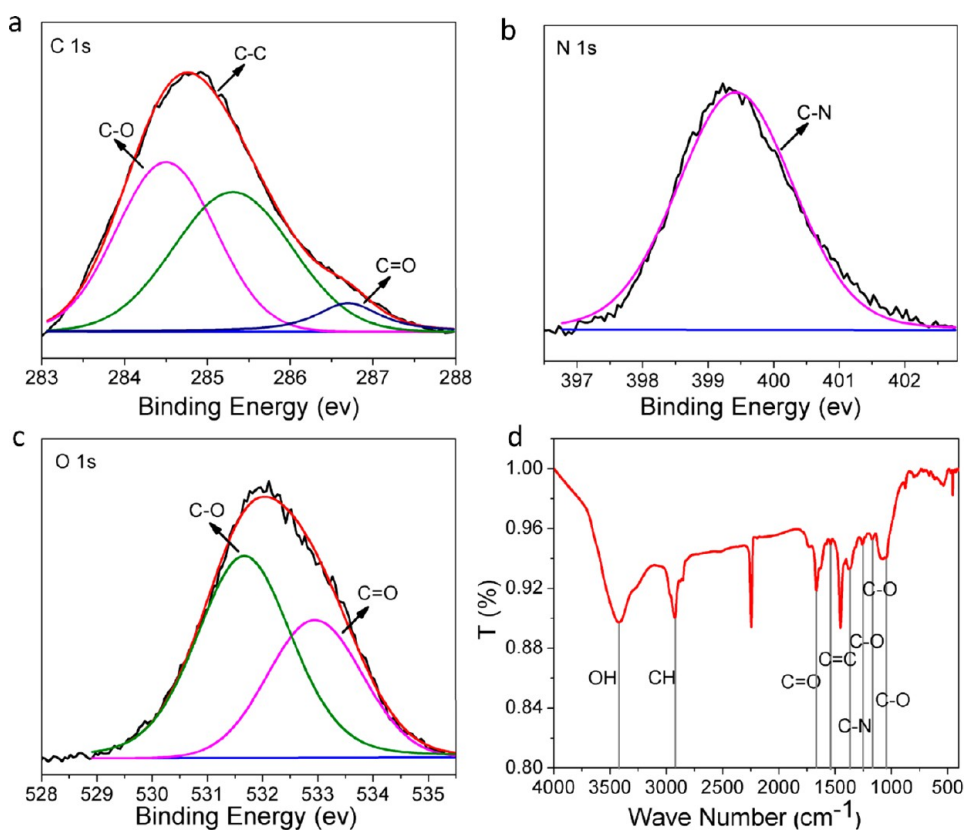 a
C 1s
C-C
C-O
C=O
283 284 285 286 287 288
Binding Energy (ev)
b
N 1s
C-N
397 398 399 400 401 402
Binding Energy (ev)
c
O 1s
C-O
C=O
528 529 530 531 532 533 534 535
Binding Energy (ev)
d
1.00
0.96
0.92
0.88
0.84
0.80
T (%)
OH
CH
C=O
C=C
C-N
C-O
C-O
C-O
4000 3500 3000 2500 2000 1500 1000 500
Wave Number (cm⁻¹)